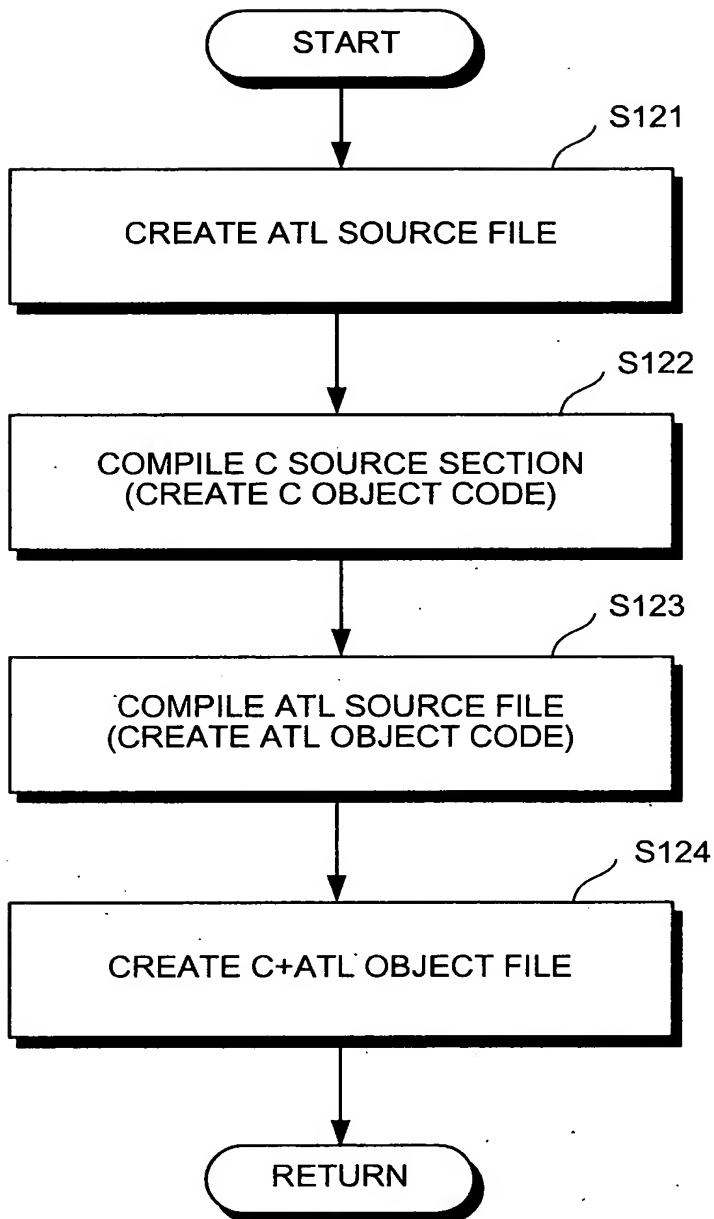 START
S121
CREATE ATL SOURCE FILE
S122
COMPILE C SOURCE SECTION
(CREATE C OBJECT CODE)
S123
COMPILE ATL SOURCE FILE
(CREATE ATL OBJECT CODE)
S124
CREATE C+ATL OBJECT FILE
RETURN